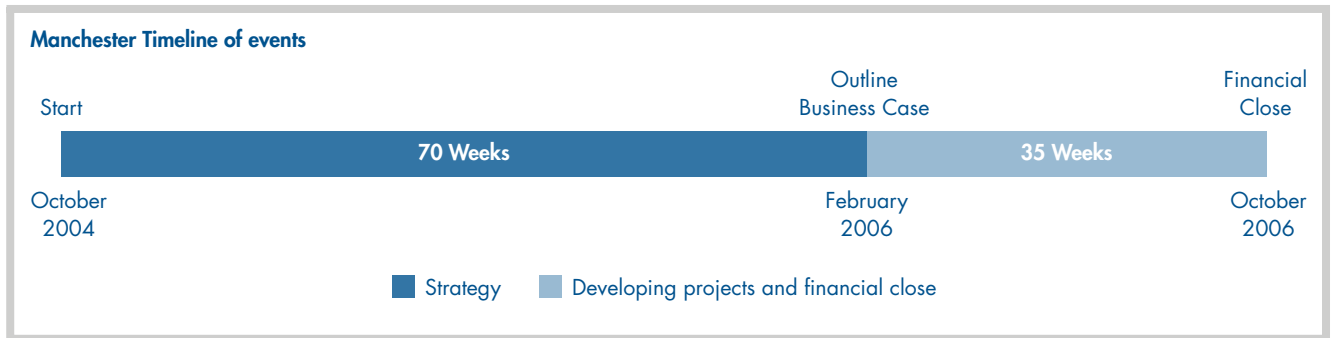 Manchester Timeline of events
Start
Outline
Business Case
Financial
Close
70 Weeks
35 Weeks
October
2004
February
2006
October
2006
Strategy
Developing projects and financial close